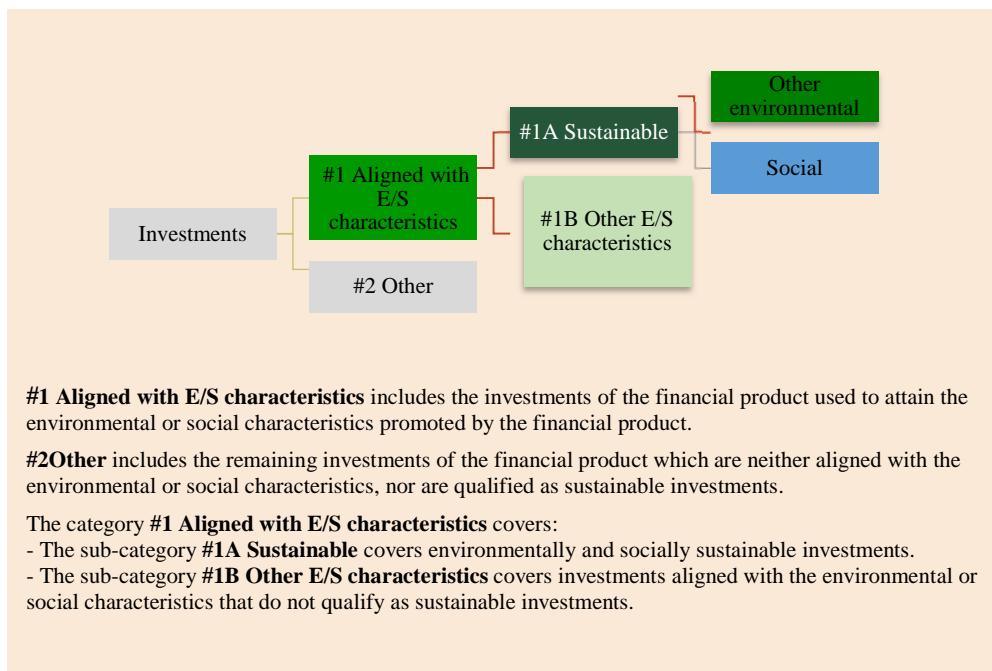 Other
environmental
#1A Sustainable
Social
#1 Aligned with
E/S
characteristics
#1B Other E/S
characteristics
Investments
#2 Other
#1 Aligned with E/S characteristics includes the investments of the financial product used to attain the
environmental or social characteristics promoted by the financial product.
#2Other includes the remaining investments of the financial product which are neither aligned with the
environmental or social characteristics, nor are qualified as sustainable investments.
The category #1 Aligned with E/S characteristics covers:
- The sub-category #1A Sustainable covers environmentally and socially sustainable investments.
- The sub-category #1B Other E/S characteristics covers investments aligned with the environmental or
social characteristics that do not qualify as sustainable investments.